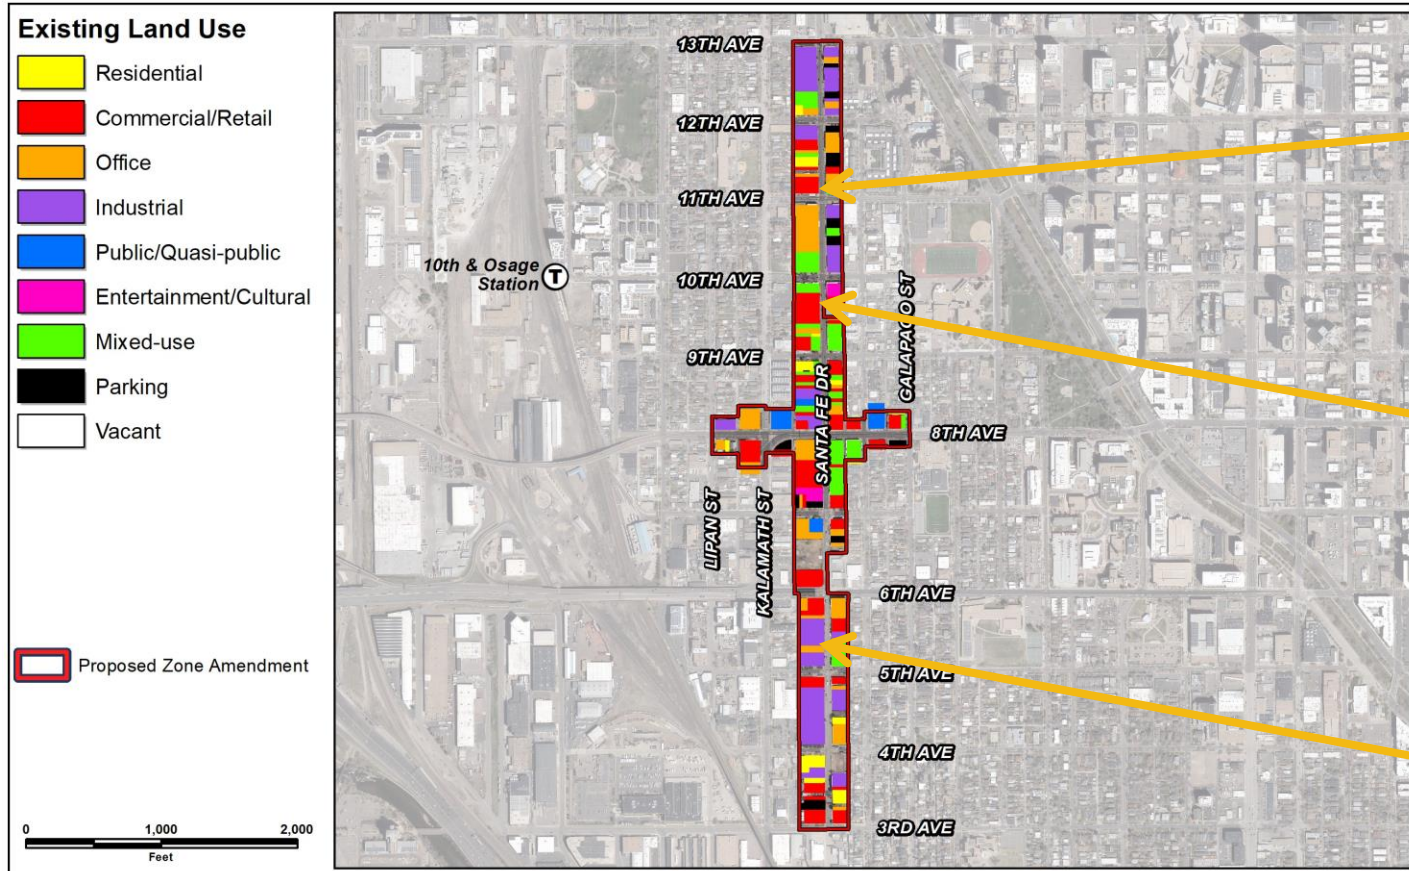 Existing Land Use
Residential
Commercial/Retail
Office
Industrial
Public/Quasi-public
Entertainment/Cultural
Mixed-use
Parking
Vacant
Proposed Zone Amendment
0 1,000 2,000
Feet
13TH AVE
12TH AVE
11TH AVE
10th & Osage
Station
T
10TH AVE
9TH AVE
GALAPAGO ST
SANTA FE DR
8TH AVE
LIPAN ST
KALAMATH ST
6TH AVE
5TH AVE
4TH AVE
3RD AVE